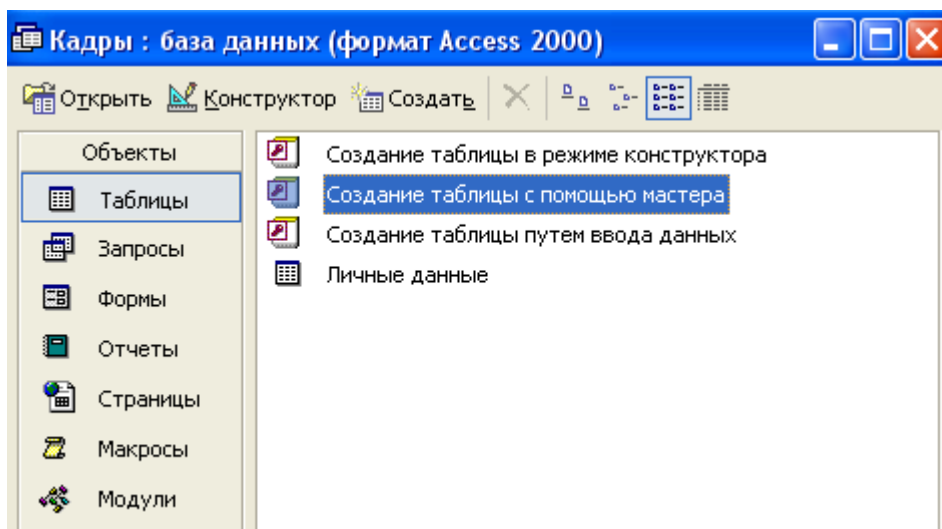 Кадры : база данных (формат Access 2000)
Открыть Конструктор Создать
Объекты
Таблицы
Запросы
Формы
Отчеты
Страницы
Макросы
Модули
Создание таблицы в режиме конструктора
Создание таблицы с помощью мастера
Создание таблицы путем ввода данных
Личные данные